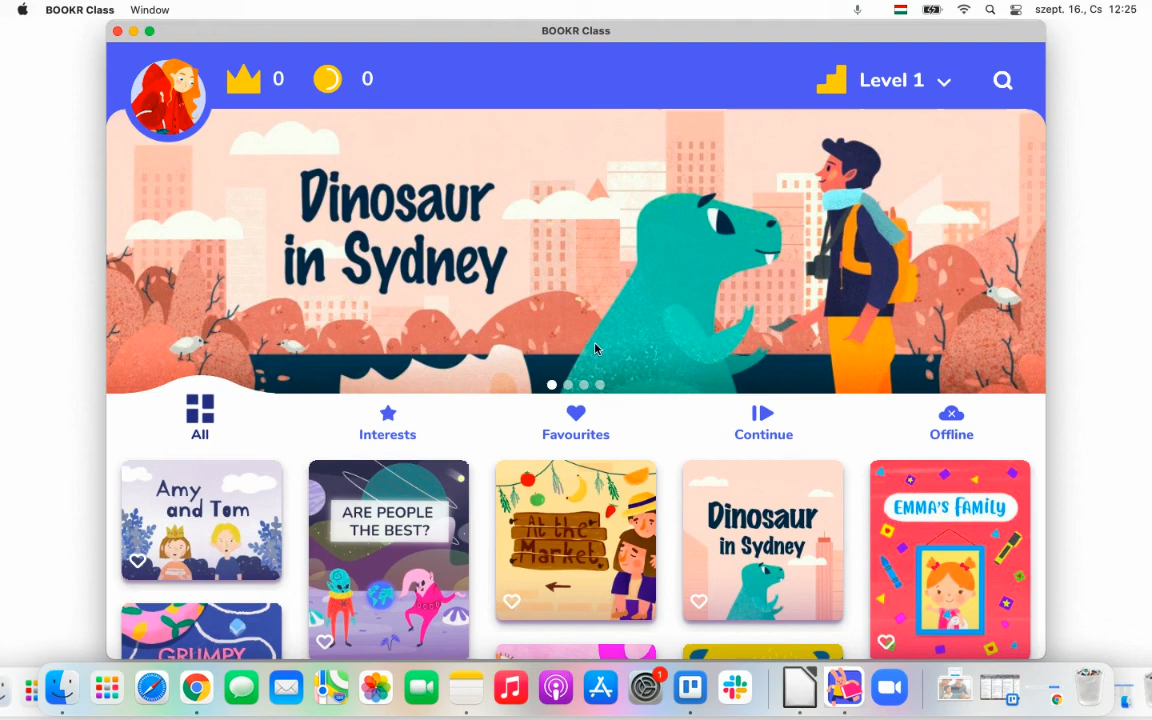 BOOKR Class Window szept. 16., Cs 12:25
BOOKR Class
0 0 Level 1
Dinosaur
in Sydney
All Interests Favourites Continue Offline
Amy
and Tom
ARE PEOPLE
THE BEST?
At the
Market
Dinosaur
in Sydney
EMMA'S FAMILY
GRUMPY
1